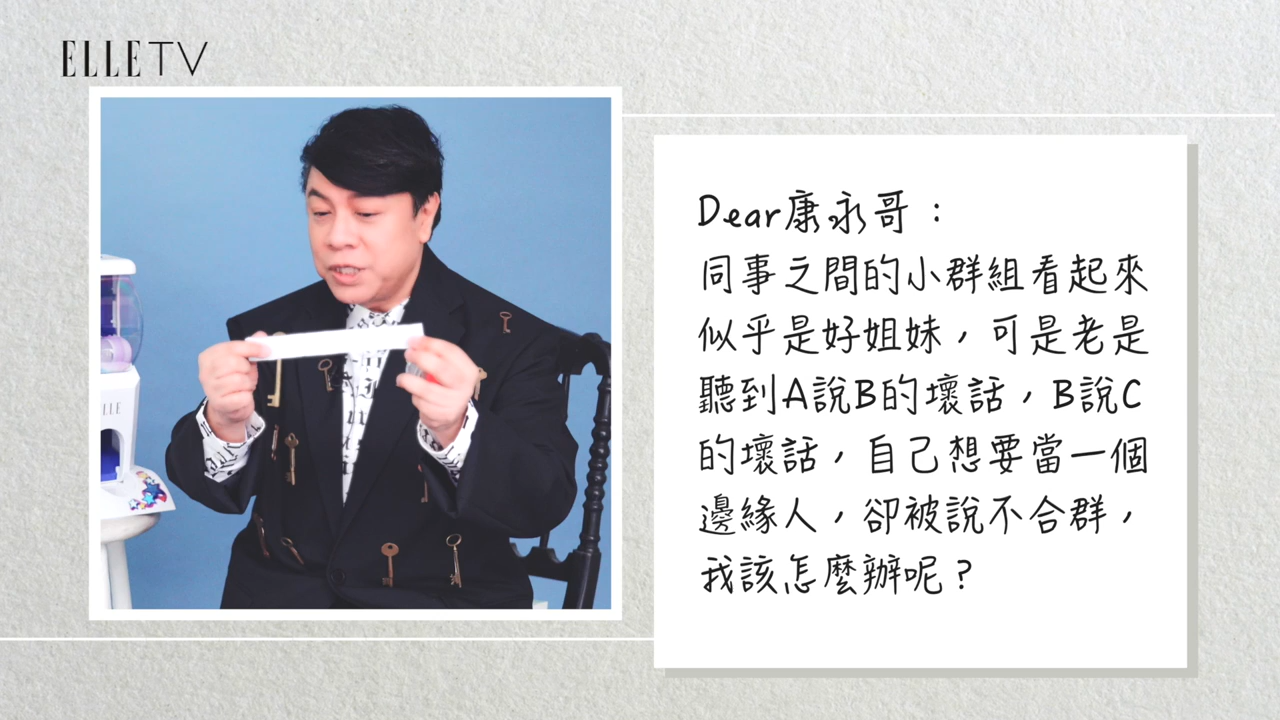 ELLETV
Dear康永哥：
同事之間的小群組看起來
似乎是好姐妹，可是老是
聽到A說B的壞話，B說C
的壞話，自己想要當一個
邊緣人，卻被說不合群，
我該怎麼辦呢？